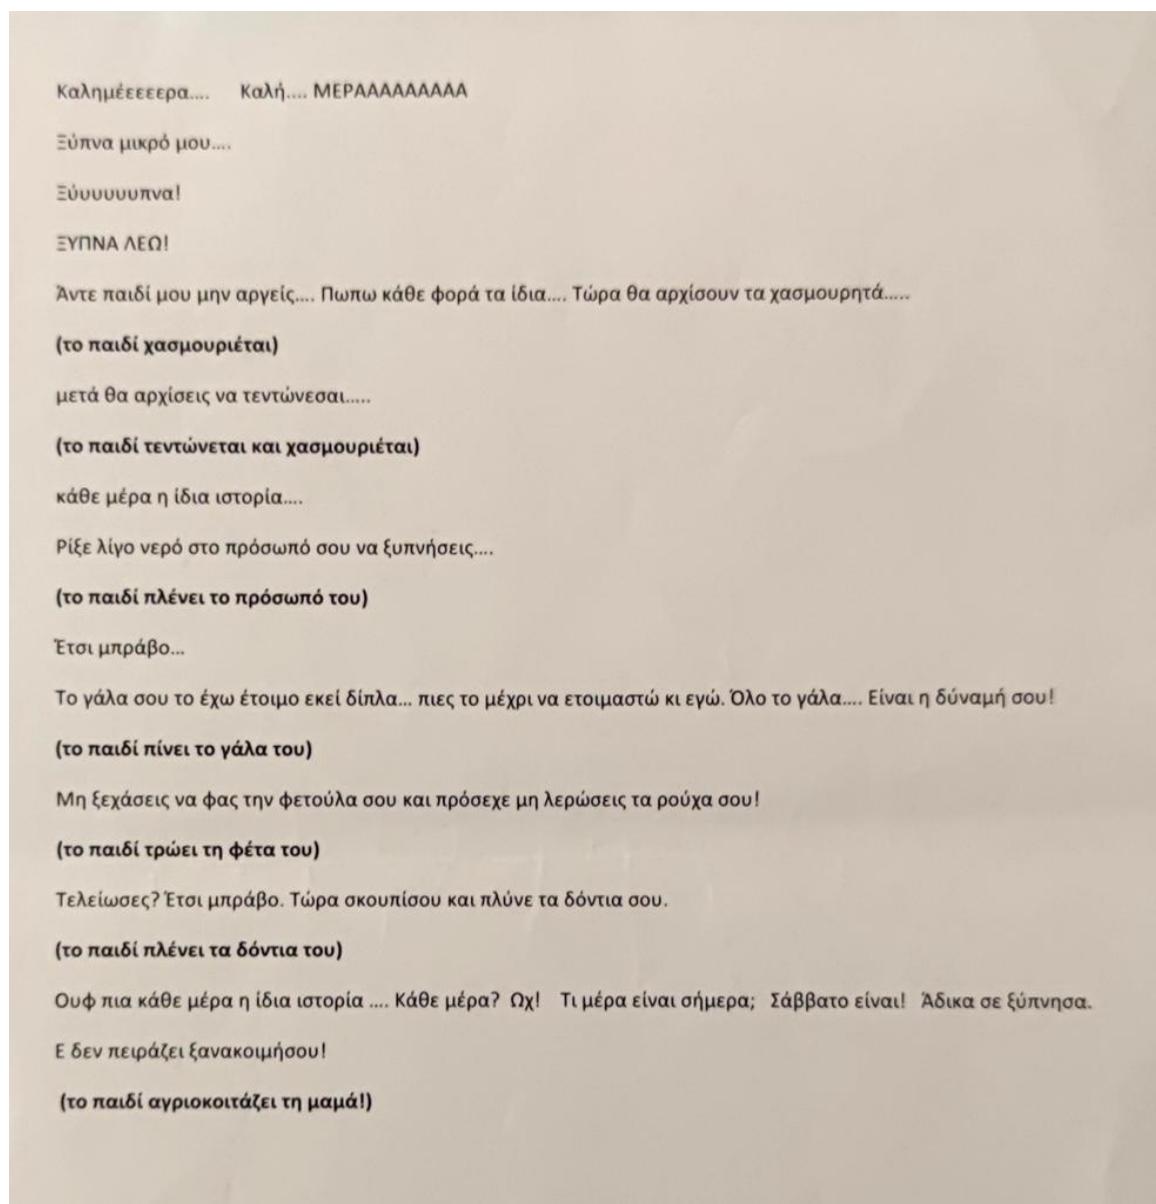 Καλημέεεεερα.... Καλή.... ΜΕΡΑΑΑΑΑΑΑΑΑ
Ξύπνα μικρό μου....
Ξύυυυυυπνα!
ΞΥΠΝΑ ΛΕΩ!
Άντε παιδί μου μην αργείς.... Πωπω κάθε φορά τα ίδια.... Τώρα θα αρχίσουν τα χασμουρητά.....
(το παιδί χασμουριέται)
μετά θα αρχίσεις να τεντώνεσαι.....
(το παιδί τεντώνεται και χασμουριέται)
κάθε μέρα η ίδια ιστορία....
Ρίξε λίγο νερό στο πρόσωπό σου να ξυπνήσεις....
(το παιδί πλένει το πρόσωπό του)
Έτσι μπράβο...
Το γάλα σου το έχω έτοιμο εκεί δίπλα... πιες το μέχρι να ετοιμαστώ κι εγώ. Όλο το γάλα.... Είναι η δύναμή σου!
(το παιδί πίνει το γάλα του)
Μη ξεχάσεις να φας την φετούλα σου και πρόσεχε μη λερώσεις τα ρούχα σου!
(το παιδί τρώει τη φέτα του)
Τελείωσες? Έτσι μπράβο. Τώρα σκουπίσου και πλύνε τα δόντια σου.
(το παιδί πλένει τα δόντια του)
Ουφ πια κάθε μέρα η ίδια ιστορία .... Κάθε μέρα? Ωχ! Τι μέρα είναι σήμερα; Σάββατο είναι! Άδικα σε ξύπνησα.
Ε δεν πειράζει ξανακοιμήσου!
(το παιδί αγριοκοιτάζει τη μαμά!)